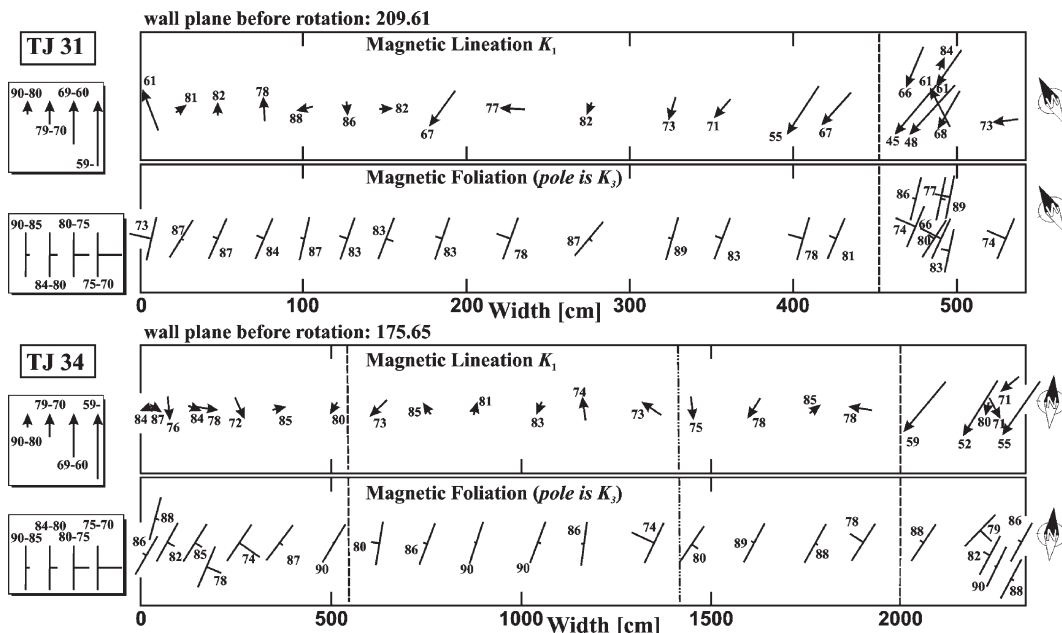 wall plane before rotation: 209.61
TJ 31
Magnetic Lineation K1
90-80 69-60
79-70
59-
61 81 82 78 88 86 82 67 77 82 73 71 55 67 66 84 61 61 45 48 68 73
Magnetic Foliation (pole is K3)
90-85 80-75
84-80 75-70
73 87 87 84 87 83 83 83 78 87 89 83 78 81 86 77 89 74 66 80 83 74
0 100 200 300 400 500
Width [cm]
wall plane before rotation: 175.65
TJ 34
Magnetic Lineation K1
79-70 59-
90-80
69-60
84 87 76 84 78 72 85 80 73 85 81 83 74 73 75 78 85 78 59 52 80 71 71 55
Magnetic Foliation (pole is K3)
84-80 75-70
90-85 80-75
86 88 82 85 78 74 87 90 80 86 90 90 86 74 80 89 88 78 88 79 82 90 86 88
0 500 1000 1500 2000
Width [cm]